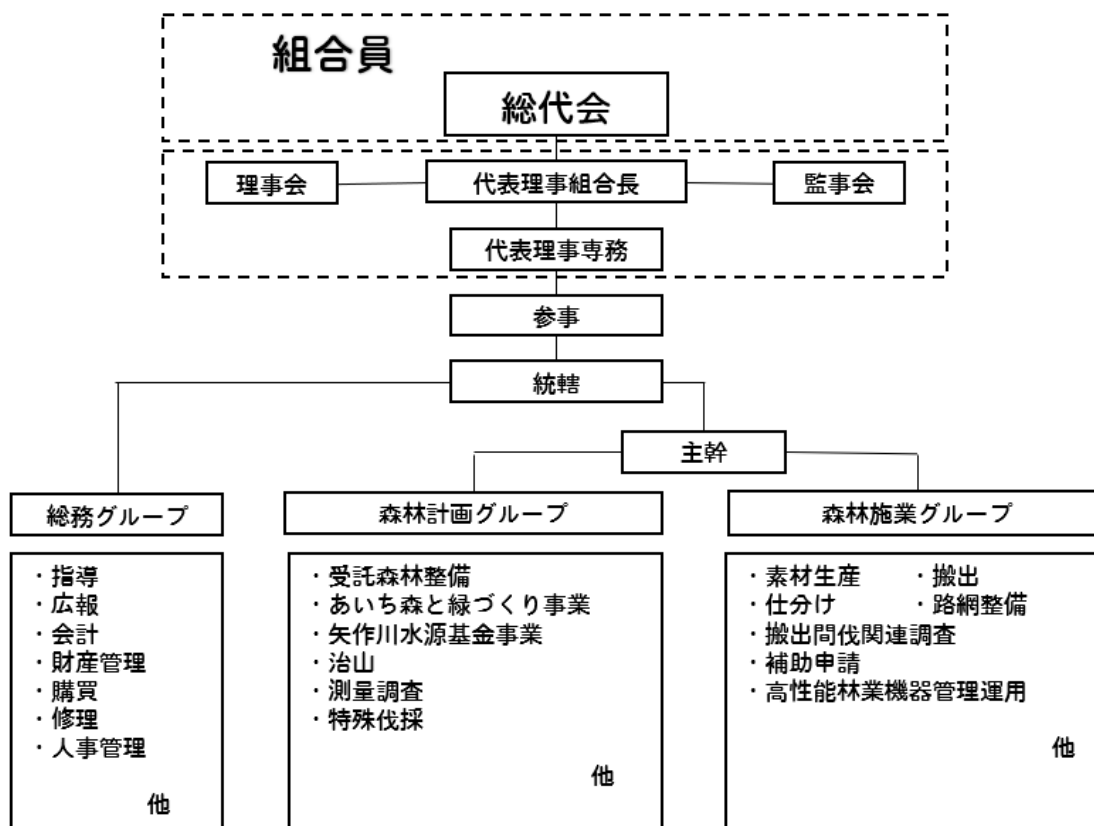 組合員
総代会
理事会
代表理事組合長
監事会
代表理事専務
参事
統轄
主幹
総務グループ
森林計画グループ
森林施業グループ
・指導
・広報
・会計
・財産管理
・購買
・修理
・人事管理
他
・受託森林整備
・あいち森と緑づくり事業
・矢作川水源基金事業
・治山
・測量調査
・特殊伐採
他
・素材生産 ・搬出
・仕分け ・路網整備
・搬出間伐関連調査
・補助申請
・高性能林業機器管理運用
他